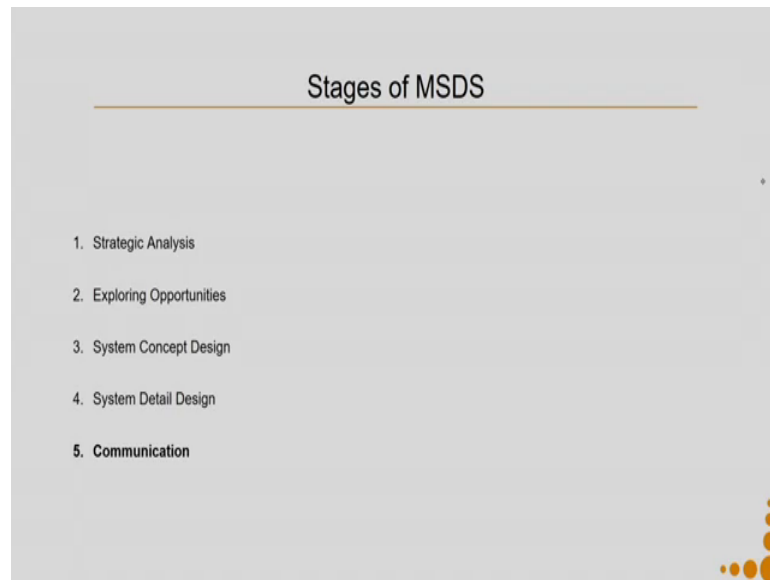 Stages of MSDS
1. Strategic Analysis
2. Exploring Opportunities
3. System Concept Design
4. System Detail Design
5. Communication